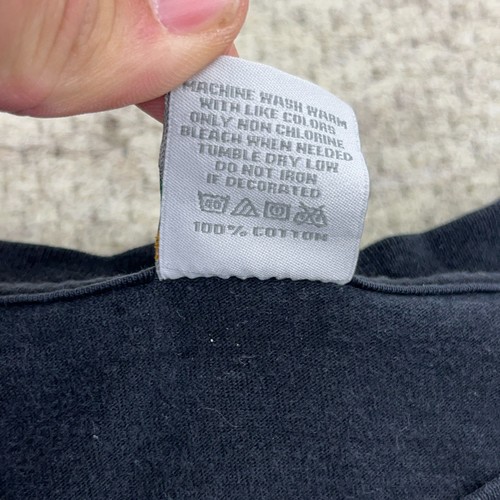 MACHINE WASH WARM
WITH LIKE COLORS
ONLY NON CHLORINE
BLEACH WHEN NEEDED
TUMBLE DRY LOW
DO NOT IRON
IF DECORATED
40
100% COTTON